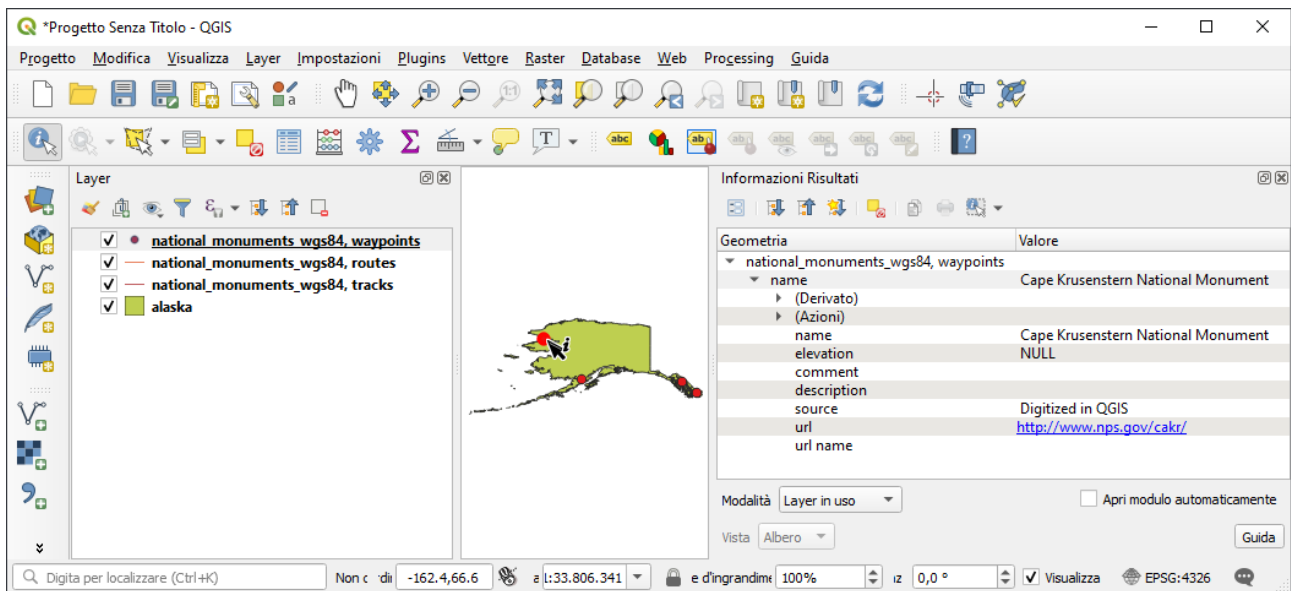 *Progetto Senza Titolo - QGIS
Progetto Modifica Visualizza Layer Impostazioni Plugins Vettore Raster Database Web Processing Guida
Layer
national_monuments_wgs84, waypoints
national_monuments_wgs84, routes
national_monuments_wgs84, tracks
alaska
Informazioni Risultati
Geometria Valore
national_monuments_wgs84, waypoints
name Cape Krusenstern National Monument
(Derivato)
(Azioni)
name Cape Krusenstern National Monument
elevation NULL
comment
description
source Digitized in QGIS
url http://www.nps.gov/cakr/
url name
Modalità Layer in uso Apri modulo automaticamente
Vista Albero Guida
Digita per localizzare (Ctrl+K) -162.4,66.6 1:33.806.341 e d'ingrandime 100% 0,0 ° Visualizza EPSG:4326